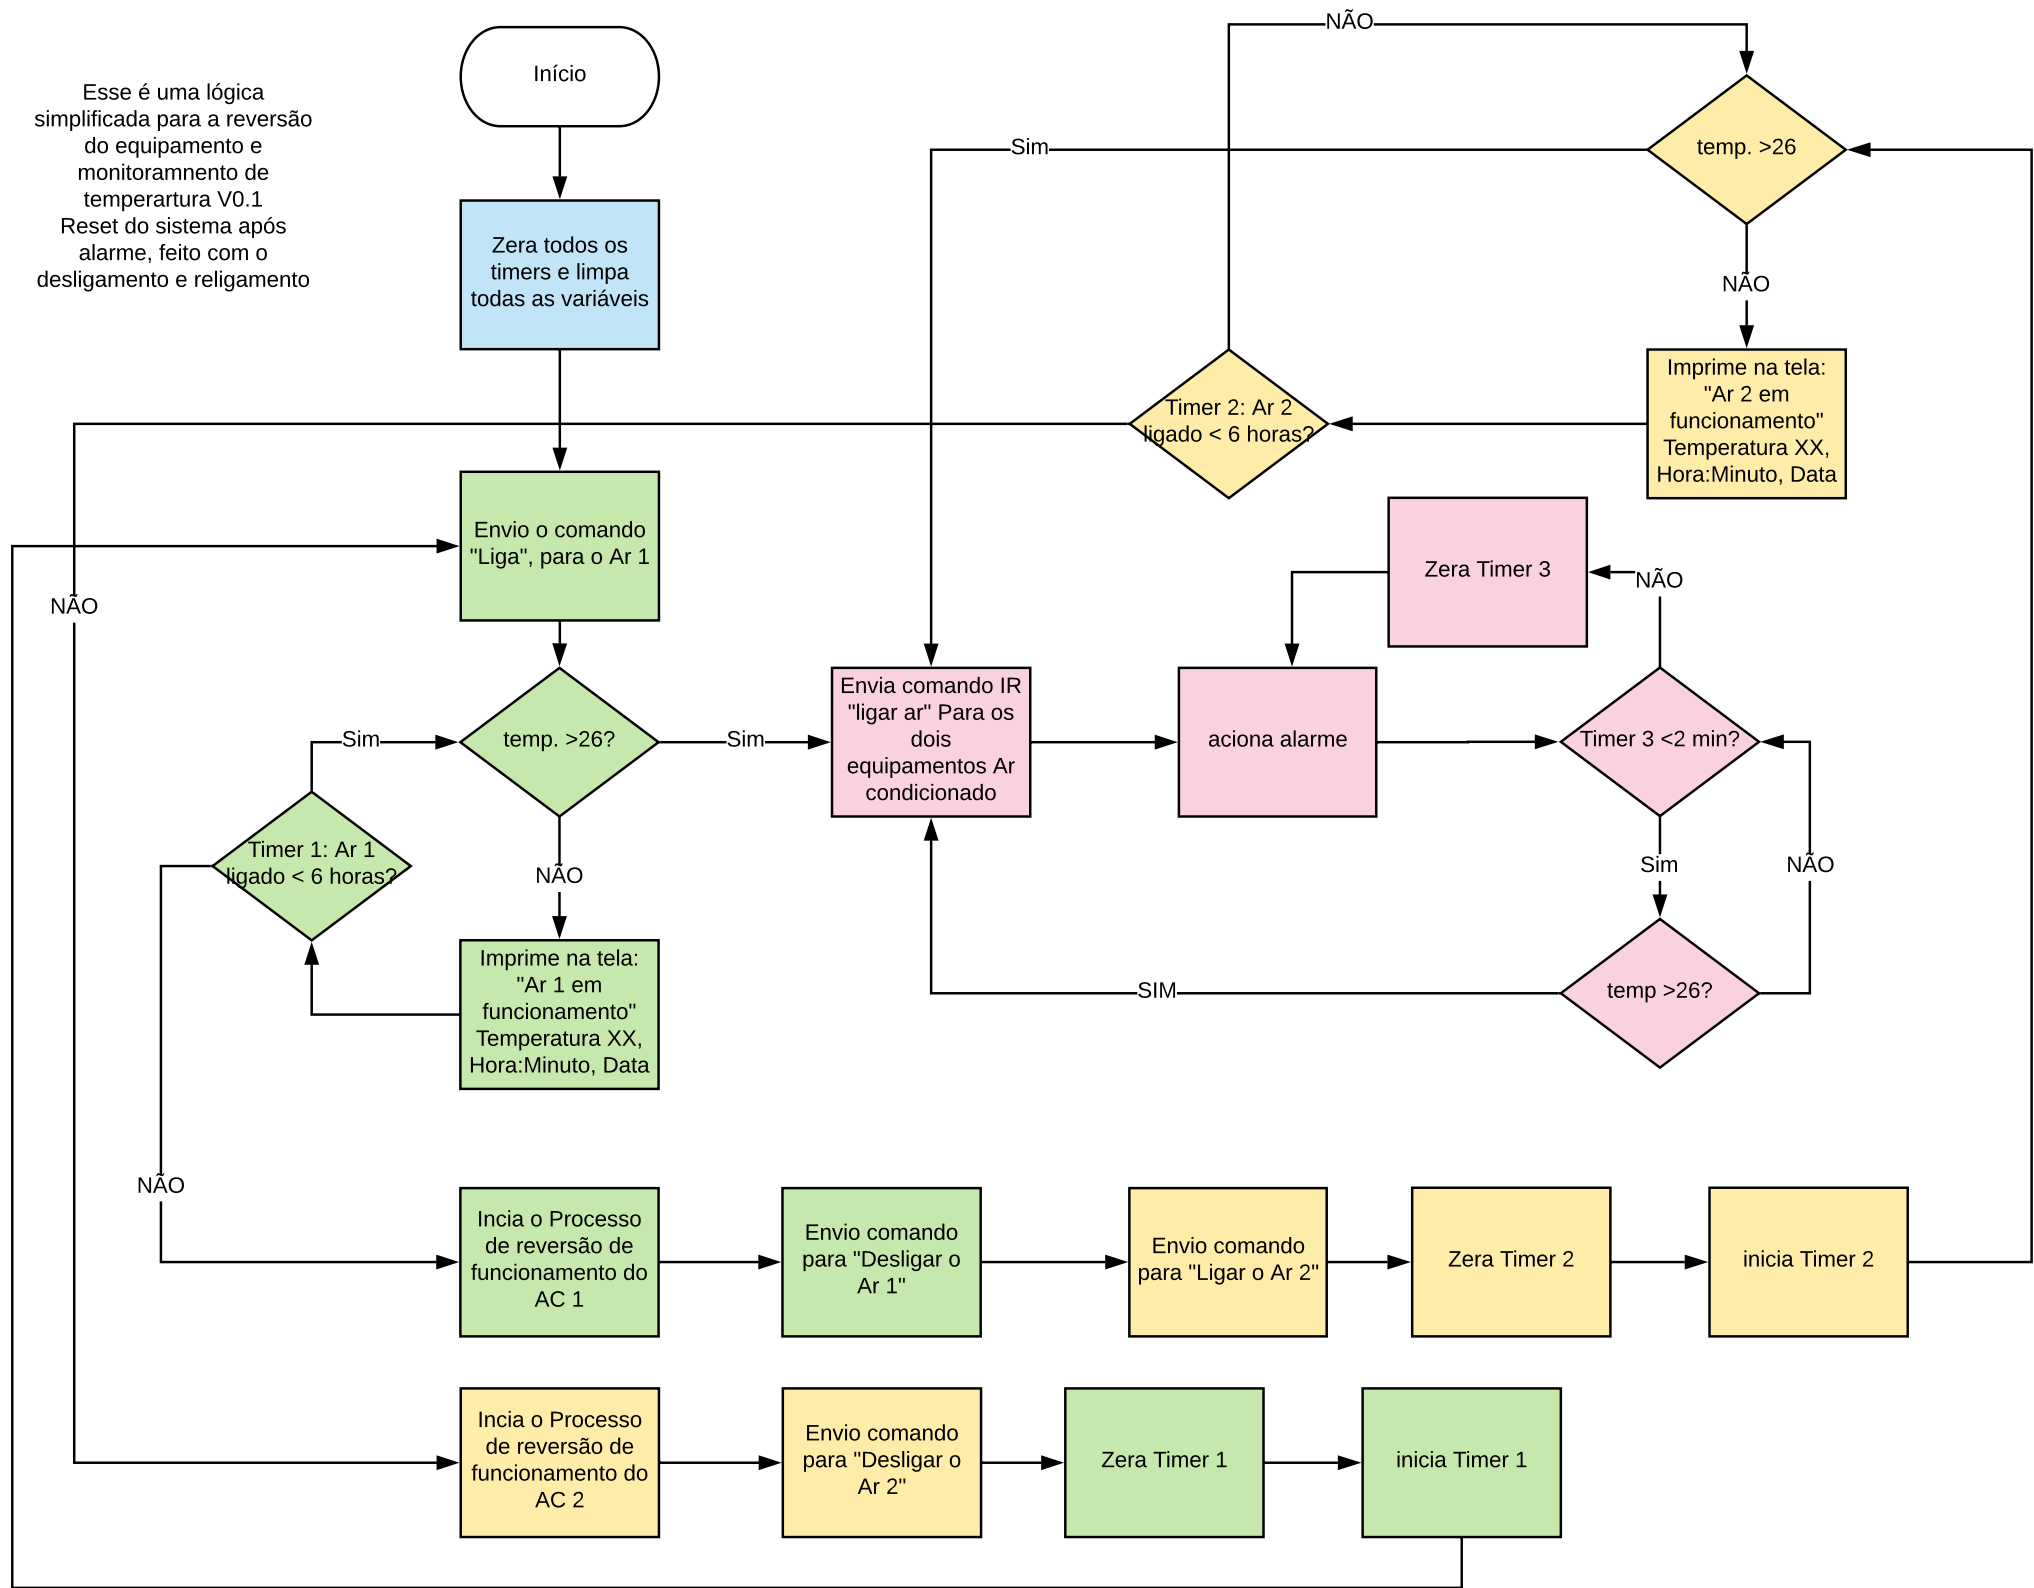 Esse é uma lógica
simplificada para a reversão
do equipamento e
monitoramnento de
temperartura V0.1
Reset do sistema após
alarme, feito com o
desligamento e religamento
Início
Zera todos os
timers e limpa
todas as variáveis
Envio o comando
"Liga", para o Ar 1
temp. >26?
Sim
Sim
Timer 1: Ar 1
ligado < 6 horas?
NÃO
Imprime na tela:
"Ar 1 em
funcionamento"
Temperatura XX,
Hora:Minuto, Data
NÃO
NÃO
NÃO
Sim
temp. >26
NÃO
Imprime na tela:
"Ar 2 em
funcionamento"
Temperatura XX,
Hora:Minuto, Data
Timer 2: Ar 2
ligado < 6 horas?
Envia comando IR
"ligar ar" Para os
dois
equipamentos Ar
condicionado
aciona alarme
Zera Timer 3
NÃO
Timer 3 <2 min?
Sim
NÃO
temp >26?
SIM
Incia o Processo
de reversão de
funcionamento do
AC 1
Envio comando
para "Desligar o
Ar 1"
Envio comando
para "Ligar o Ar 2"
Zera Timer 2
inicia Timer 2
Incia o Processo
de reversão de
funcionamento do
AC 2
Envio comando
para "Desligar o
Ar 2"
Zera Timer 1
inicia Timer 1